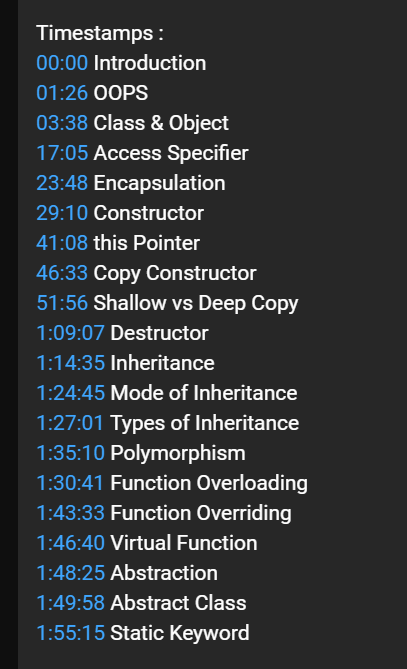 Timestamps :
00:00 Introduction
01:26 OOPS
03:38 Class & Object
17:05 Access Specifier
23:48 Encapsulation
29:10 Constructor
41:08 this Pointer
46:33 Copy Constructor
51:56 Shallow vs Deep Copy
1:09:07 Destructor
1:14:35 Inheritance
1:24:45 Mode of Inheritance
1:27:01 Types of Inheritance
1:35:10 Polymorphism
1:30:41 Function Overloading
1:43:33 Function Overriding
1:46:40 Virtual Function
1:48:25 Abstraction
1:49:58 Abstract Class
1:55:15 Static Keyword